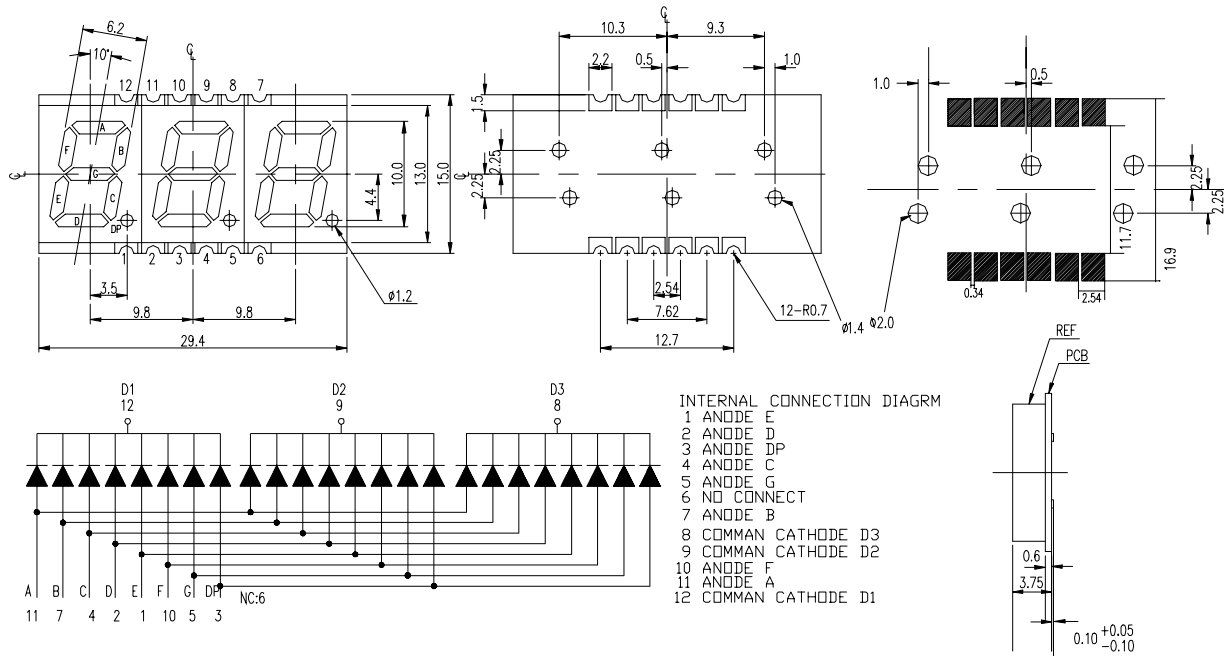 6.2
10°
℄
12 11 10 9 8 7
A
F B
G
E C
D
DP
1 2 3 4 5 6
℄
4.4
10.0
13.0
15.0
3.5
ø1.2
9.8 9.8
29.4
℄
10.3 9.3
2.2 0.5 1.0
1.5
2.25
℄
2.25
2.54
7.62
12.7
12-R0.7
ø1.4
1.0 0.5
2.25
2.25
ø2.0
11.7
16.9
0.34 2.54
REF
PCB
0.6
3.75
0.10 +0.05
-0.10
D1 D2 D3
12 9 8
A B C D E F G DP
11 7 4 2 1 10 5 3
NC:6
INTERNAL CONNECTION DIAGRM
1 ANODE E
2 ANODE D
3 ANODE DP
4 ANODE C
5 ANODE G
6 NO CONNECT
7 ANODE B
8 COMMAN CATHODE D3
9 COMMAN CATHODE D2
10 ANODE F
11 ANODE A
12 COMMAN CATHODE D1